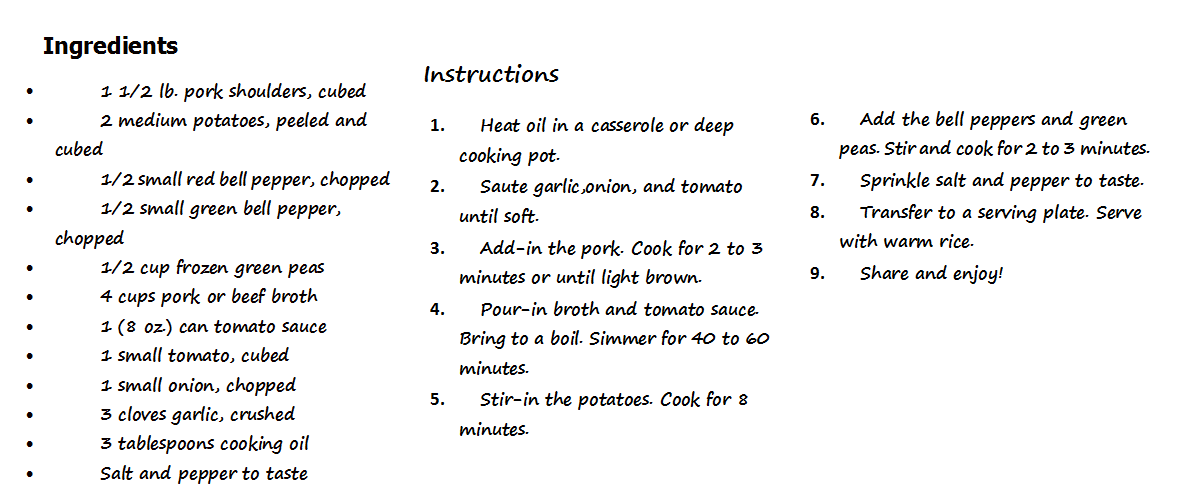 Ingredients
• 1 1/2 lb. pork shoulders, cubed
• 2 medium potatoes, peeled and
cubed
• 1/2 small red bell pepper, chopped
• 1/2 small green bell pepper,
chopped
• 1/2 cup frozen green peas
• 4 cups pork or beef broth
• 1 (8 oz.) can tomato sauce
• 1 small tomato, cubed
• 1 small onion, chopped
• 3 cloves garlic, crushed
• 3 tablespoons cooking oil
• Salt and pepper to taste
Instructions
1. Heat oil in a casserole or deep
cooking pot.
2. Saute garlic,onion, and tomato
until soft.
3. Add-in the pork. Cook for 2 to 3
minutes or until light brown.
4. Pour-in broth and tomato sauce.
Bring to a boil. Simmer for 40 to 60
minutes.
5. Stir-in the potatoes. Cook for 8
minutes.
6. Add the bell peppers and green
peas. Stir and cook for 2 to 3 minutes.
7. Sprinkle salt and pepper to taste.
8. Transfer to a serving plate. Serve
with warm rice.
9. Share and enjoy!